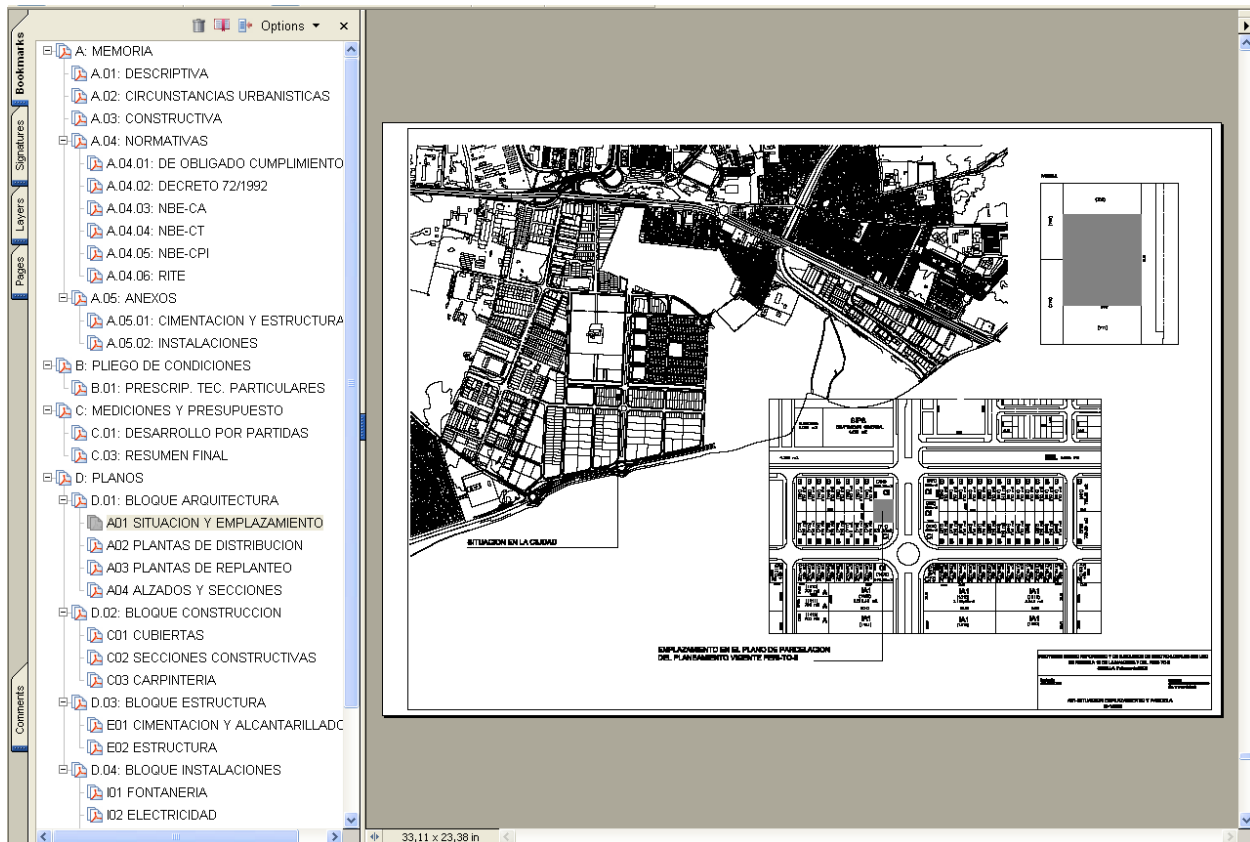 Options
Bookmarks
Signatures
Layers
Pages
Comments
A: MEMORIA
A.01: DESCRIPTIVA
A.02: CIRCUNSTANCIAS URBANISTICAS
A.03: CONSTRUCTIVA
A.04: NORMATIVAS
A.04.01: DE OBLIGADO CUMPLIMIENTO
A.04.02: DECRETO 72/1992
A.04.03: NBE-CA
A.04.04: NBE-CT
A.04.05: NBE-CPI
A.04.06: RITE
A.05: ANEXOS
A.05.01: CIMENTACION Y ESTRUCTURA
A.05.02: INSTALACIONES
B: PLIEGO DE CONDICIONES
B.01: PRESCRIP. TEC. PARTICULARES
C: MEDICIONES Y PRESUPUESTO
C.01: DESARROLLO POR PARTIDAS
C.03: RESUMEN FINAL
D: PLANOS
D.01: BLOQUE ARQUITECTURA
A01 SITUACION Y EMPLAZAMIENTO
A02 PLANTAS DE DISTRIBUCION
A03 PLANTAS DE REPLANTEO
A04 ALZADOS Y SECCIONES
D.02: BLOQUE CONSTRUCCION
C01 CUBIERTAS
C02 SECCIONES CONSTRUCTIVAS
C03 CARPINTERIA
D.03: BLOQUE ESTRUCTURA
E01 CIMENTACION Y ALCANTARILLADO
E02 ESTRUCTURA
D.04: BLOQUE INSTALACIONES
I01 FONTANERIA
I02 ELECTRICIDAD
SITUACION EN LA CIUDAD
EMPLAZAMIENTO EN EL PLANO DE PARCELACION
DEL PLANEAMIENTO VIGENTE PERI-TO-6
33,11 x 23,38 in